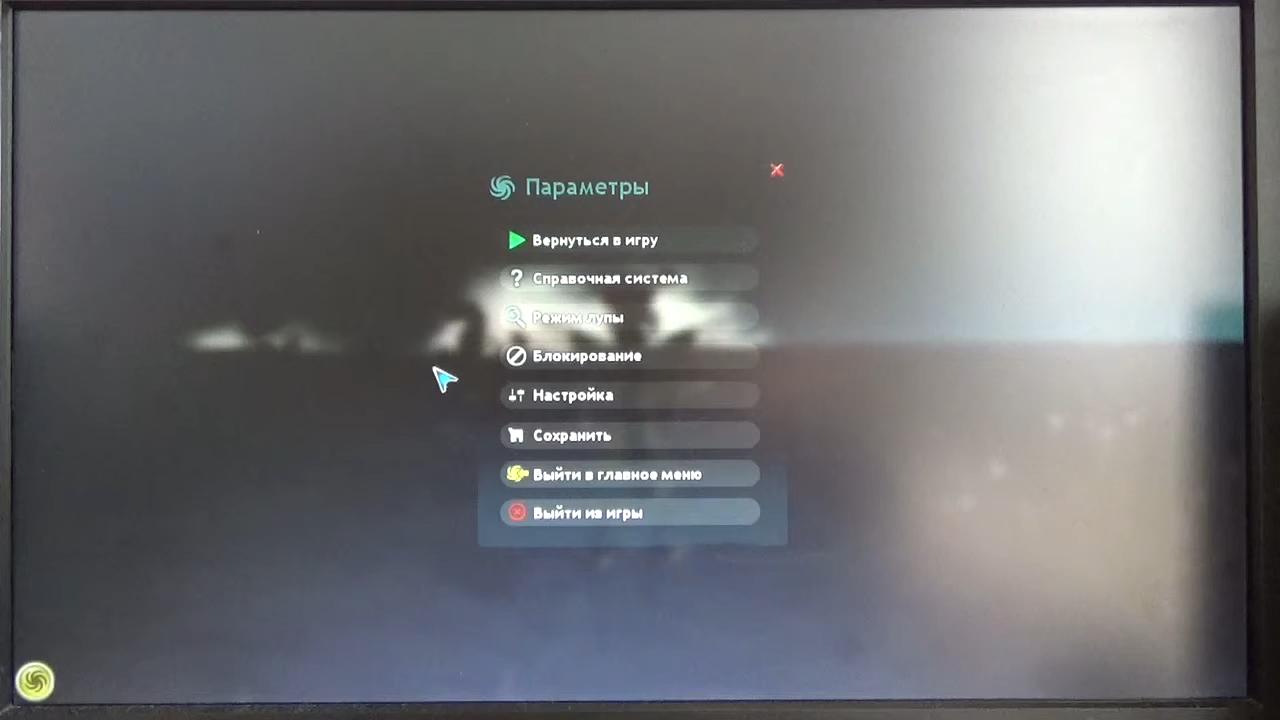 Параметры
Вернуться в игру
Справочная система
Режим лупы
Блокирование
Настройка
Сохранить
Выйти в главное меню
Выйти из игры